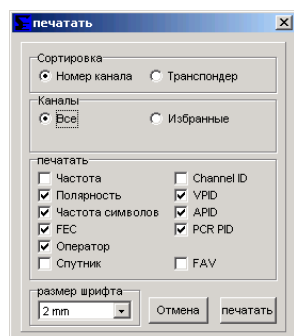 печатать
Сортировка
Номер канала Транспондер
Каналы
Все Избранные
печатать
Частота Channel ID
Полярность VPID
Частота символов APID
FEC PCR PID
Оператор
Спутник FAV
размер шрифта
2 mm Отмена печатать